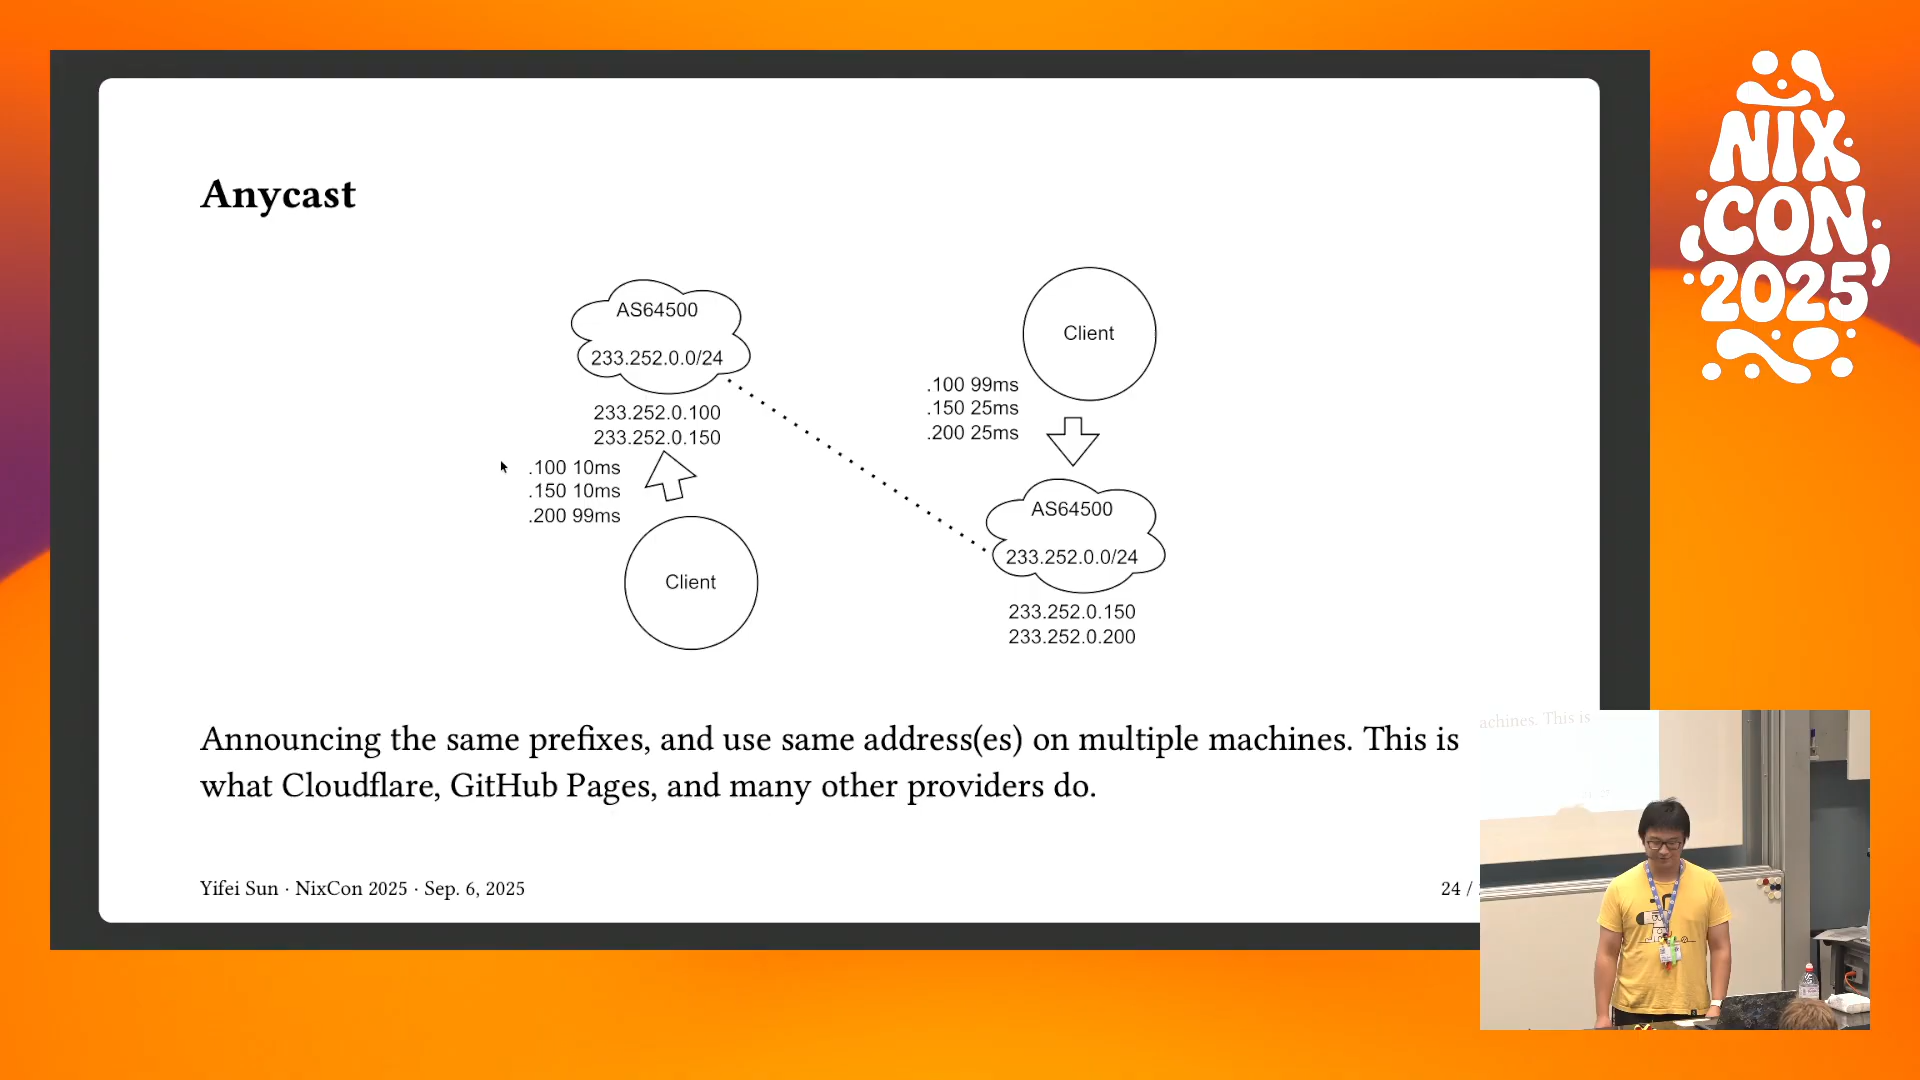 Anycast
AS64500
233.252.0.0/24
233.252.0.100
233.252.0.150
.100 10ms
.150 10ms
.200 99ms
Client
Client
.100 99ms
.150 25ms
.200 25ms
AS64500
233.252.0.0/24
233.252.0.150
233.252.0.200
Announcing the same prefixes, and use same address(es) on multiple machines. This is
what Cloudflare, GitHub Pages, and many other providers do.
Yifei Sun · NixCon 2025 · Sep. 6, 2025
24 /
NIX
CON
2025
achines. This is